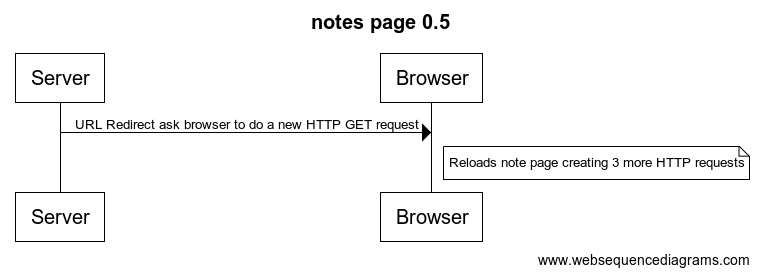 notes page 0.5
Server
Browser
URL Redirect ask browser to do a new HTTP GET request
Reloads note page creating 3 more HTTP requests
Server
Browser
www.websequencediagrams.com